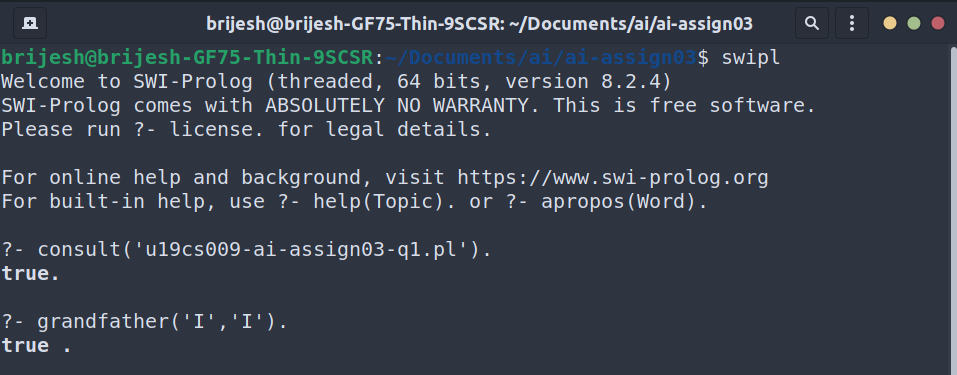 brijesh@brijesh-GF75-Thin-9SCSR: ~/Documents/ai/ai-assign03
brijesh@brijesh-GF75-Thin-9SCSR:~/Documents/ai/ai-assign03$ swipl
Welcome to SWI-Prolog (threaded, 64 bits, version 8.2.4)
SWI-Prolog comes with ABSOLUTELY NO WARRANTY. This is free software.
Please run ?- license. for legal details.
For online help and background, visit https://www.swi-prolog.org
For built-in help, use ?- help(Topic). or ?- apropos(Word).
?- consult('u19cs009-ai-assign03-q1.pl').
true.
?- grandfather('I','I').
true .